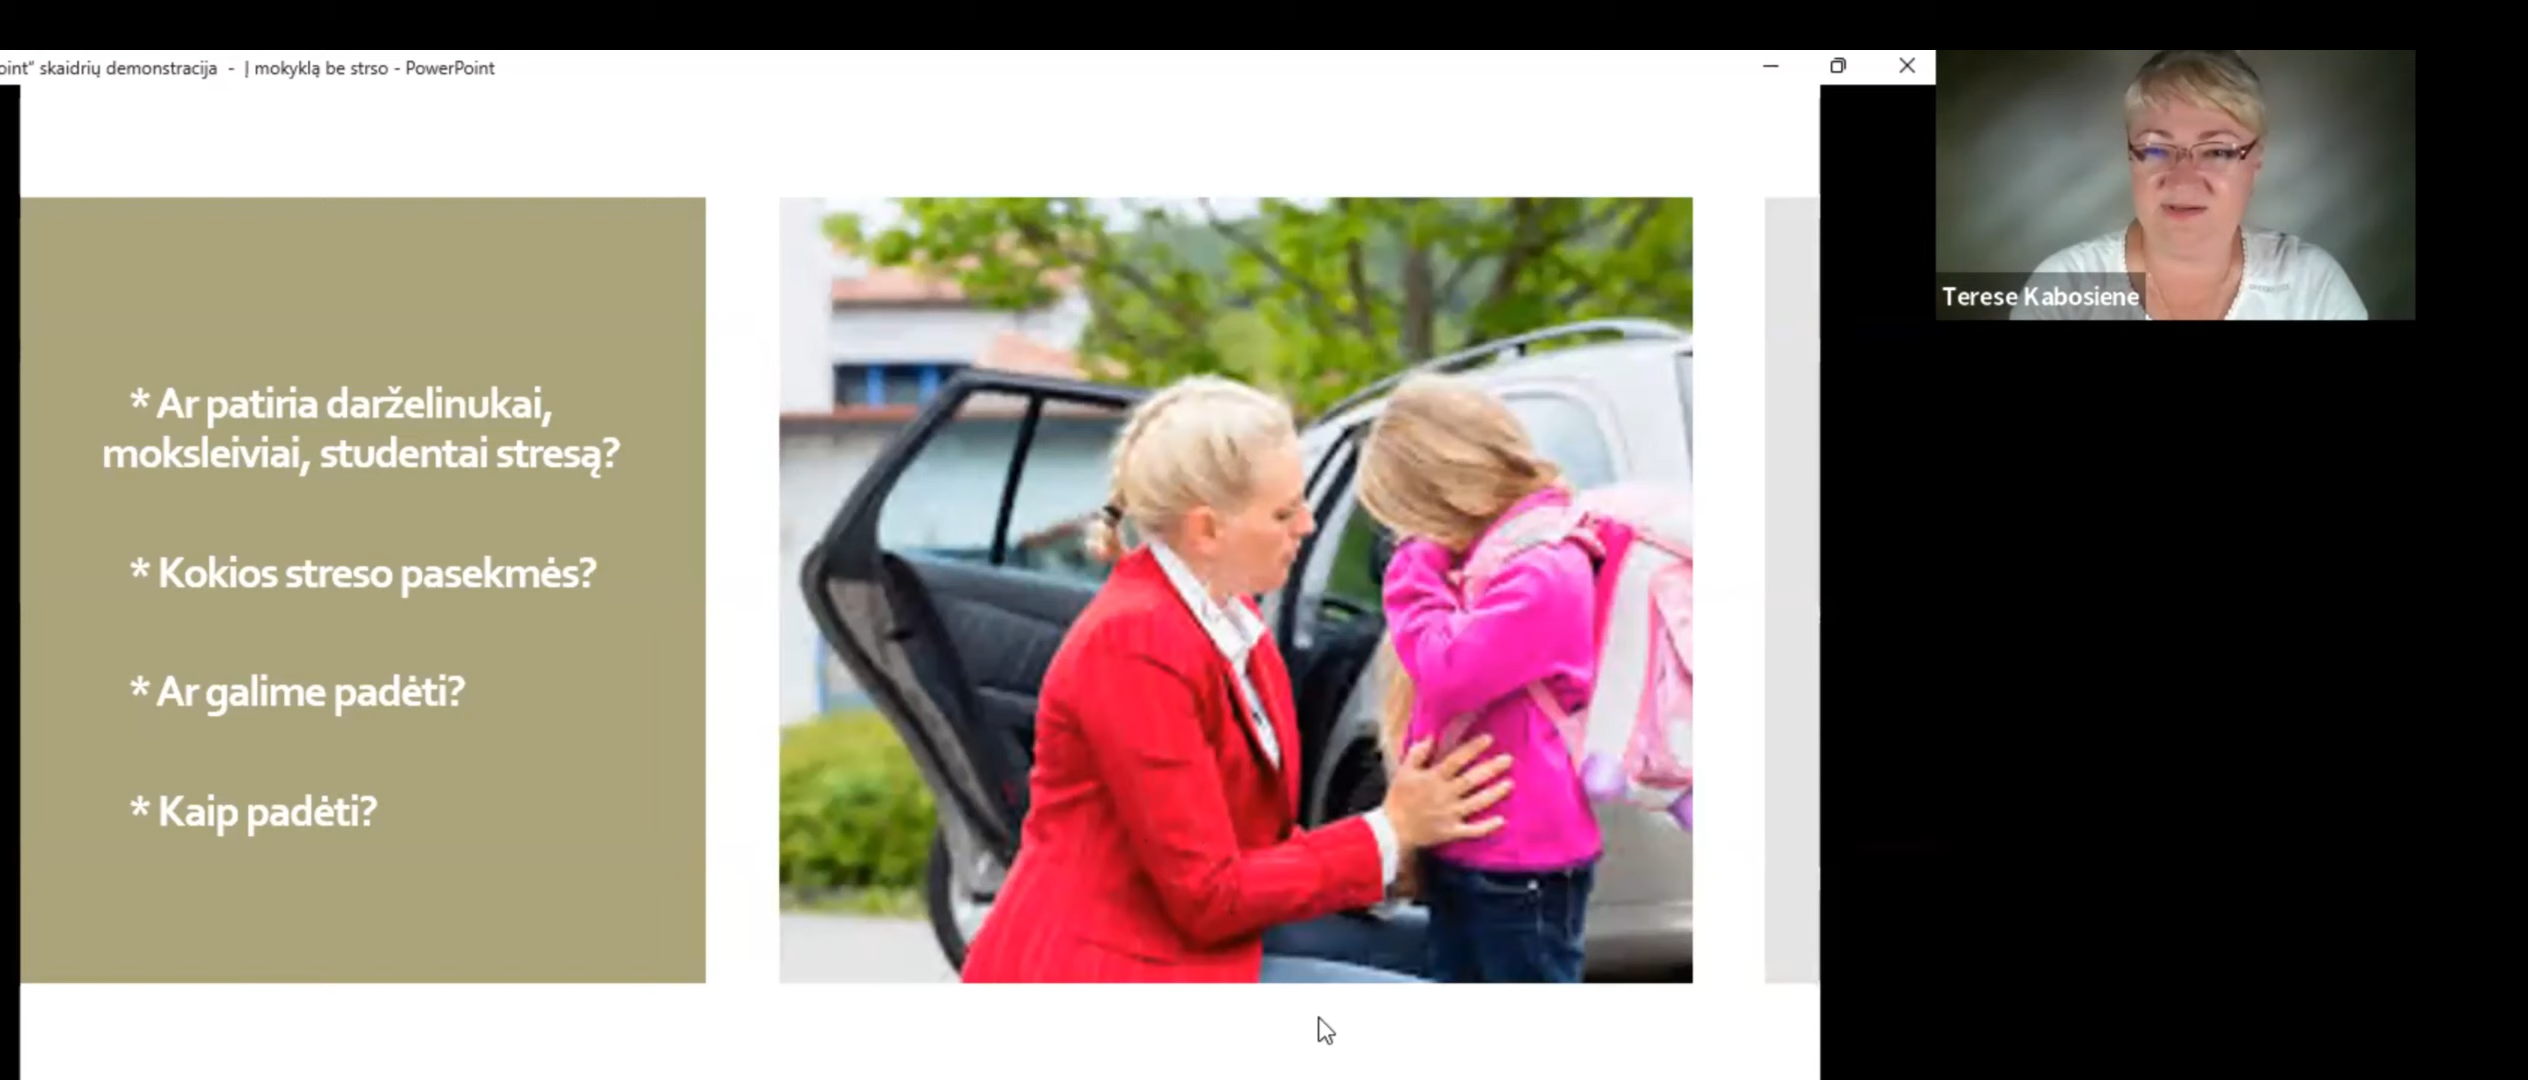 oint“ skaidrių demonstracija - Į mokyklą be strso - PowerPoint
* Ar patiria darželinukai,
moksleiviai, studentai stresą?
* Kokios streso pasekmės?
* Ar galime padėti?
* Kaip padėti?
Terese Kabosiene